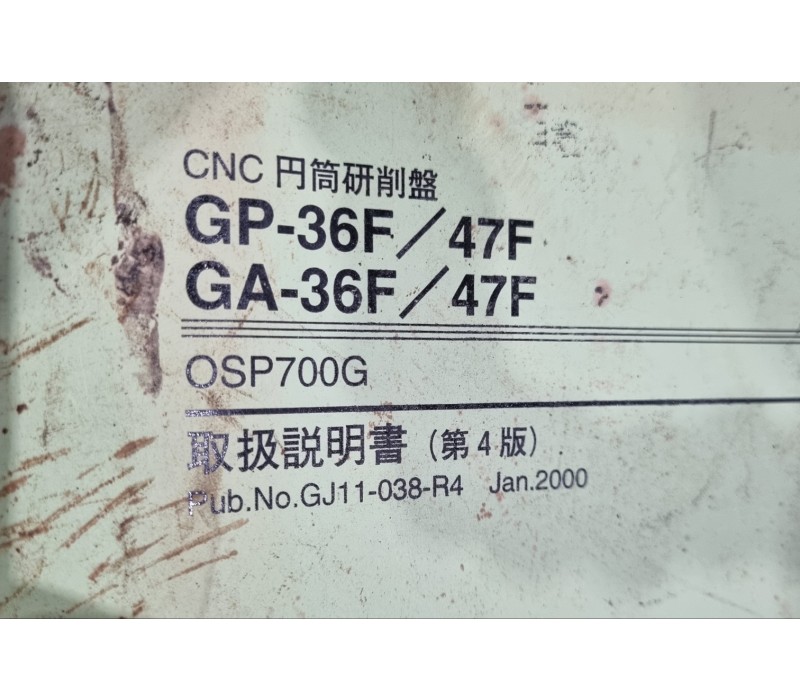 CNC 円筒研削盤
GP-36F／47F
GA-36F／47F
OSP700G
取扱説明書（第4版）
Pub.No.GJ11-038-R4 Jan.2000